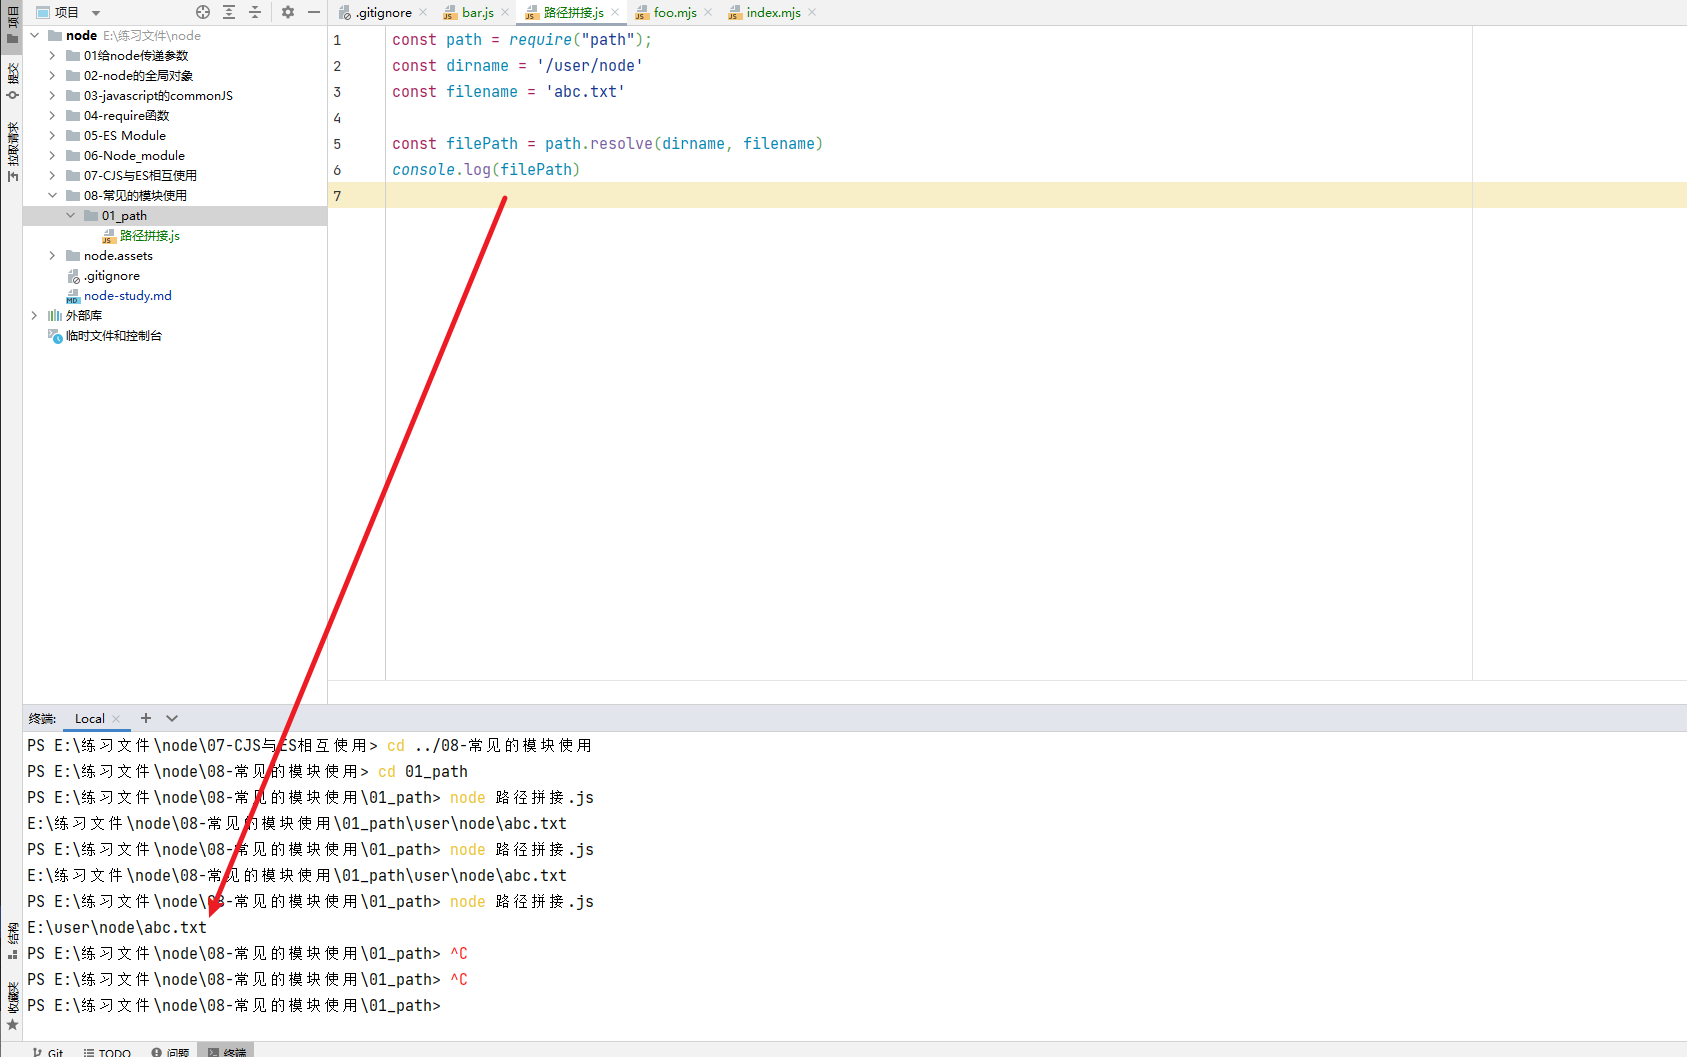 项目
.gitignore
bar.js
路径拼接.js
foo.mjs
index.mjs
项目
提交
拉取请求
node E:\练习文件\node
01给node传递参数
02-node的全局对象
03-javascript的commonJS
04-require函数
05-ES Module
06-Node_module
07-CJS与ES相互使用
08-常见的模块使用
01_path
路径拼接.js
node.assets
.gitignore
node-study.md
外部库
临时文件和控制台
1 const path = require("path");
2 const dirname = '/user/node'
3 const filename = 'abc.txt'
4
5 const filePath = path.resolve(dirname, filename)
6 console.log(filePath)
7
终端: Local
PS E:\练习文件\node\07-CJS与ES相互使用> cd ../08-常见的模块使用
PS E:\练习文件\node\08-常见的模块使用> cd 01_path
PS E:\练习文件\node\08-常见的模块使用\01_path> node 路径拼接.js
E:\练习文件\node\08-常见的模块使用\01_path\user\node\abc.txt
PS E:\练习文件\node\08-常见的模块使用\01_path> node 路径拼接.js
E:\练习文件\node\08-常见的模块使用\01_path\user\node\abc.txt
PS E:\练习文件\node\08-常见的模块使用\01_path> node 路径拼接.js
E:\user\node\abc.txt
PS E:\练习文件\node\08-常见的模块使用\01_path> ^C
PS E:\练习文件\node\08-常见的模块使用\01_path> ^C
PS E:\练习文件\node\08-常见的模块使用\01_path>
结构
收藏夹
Git TODO 问题 终端